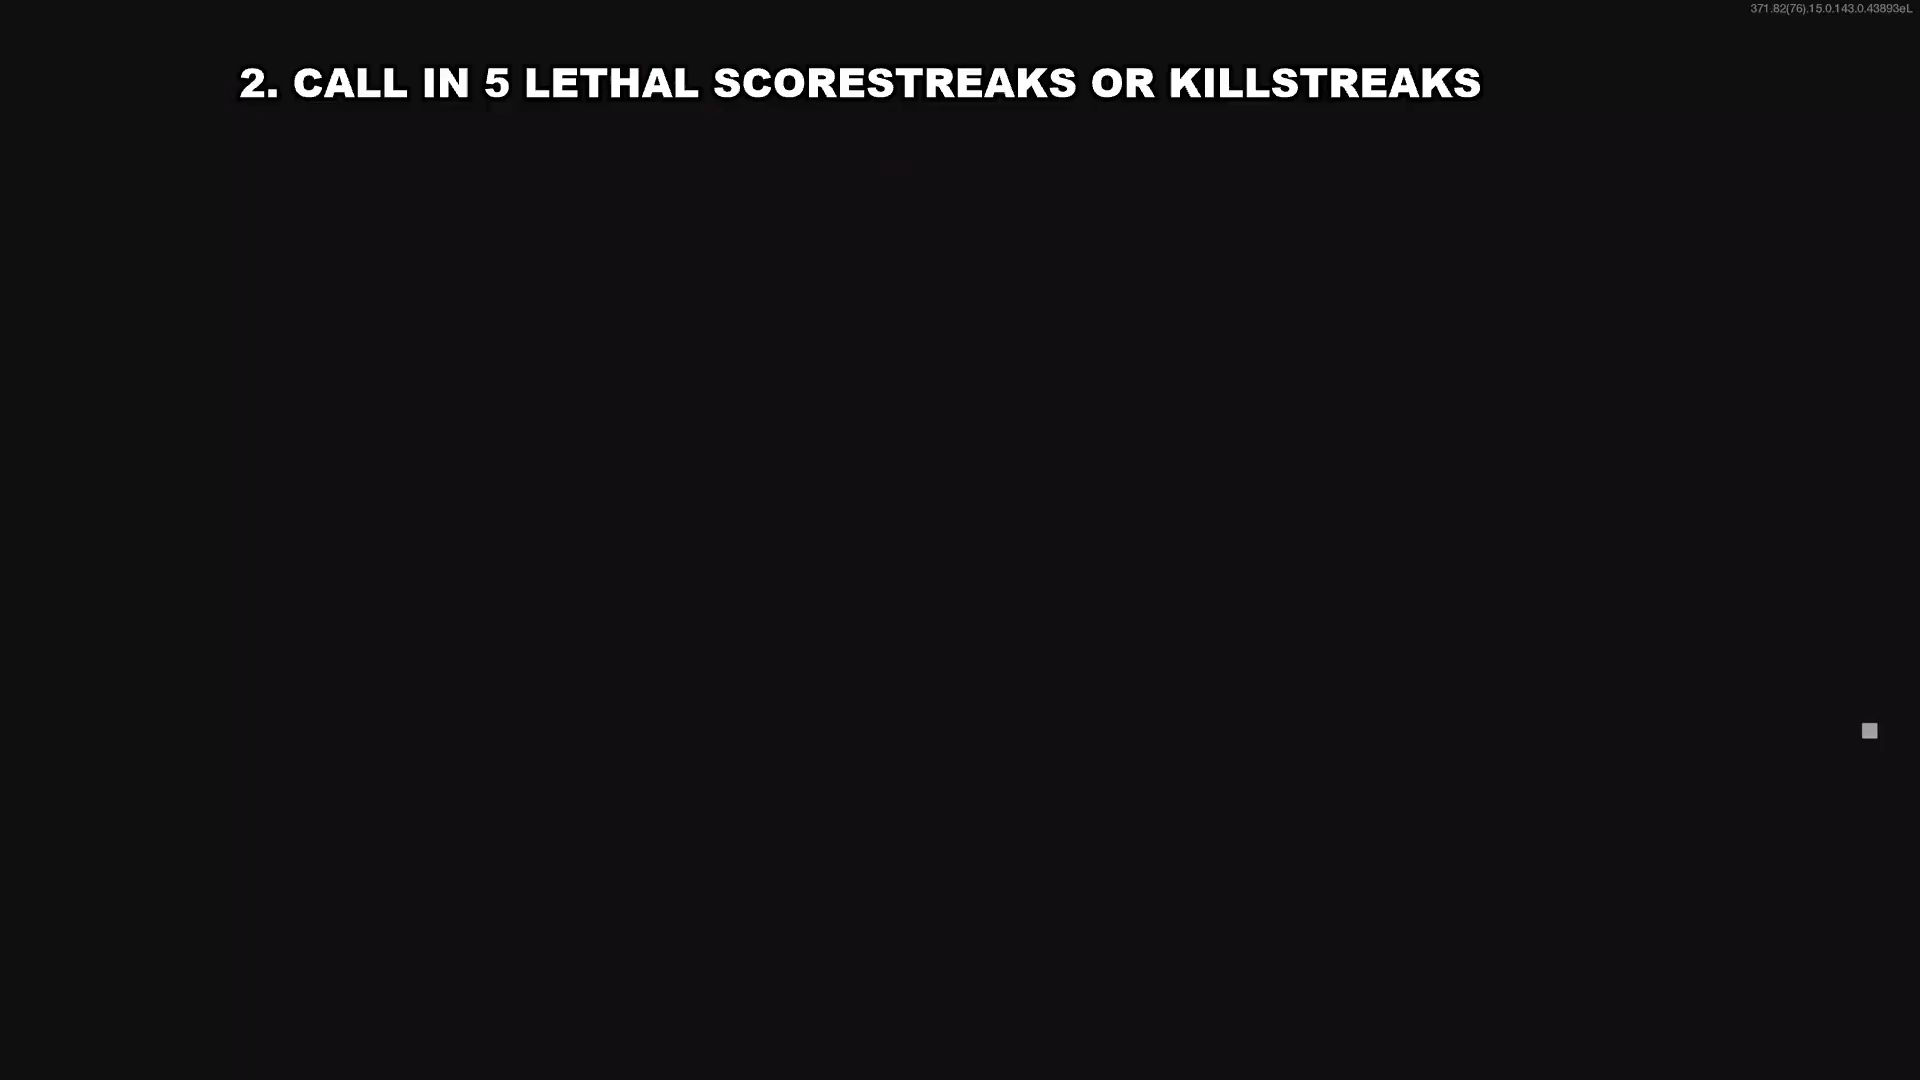 371.82(76).15.0.143.0.43893eL
2. CALL IN 5 LETHAL SCORESTREAKS OR KILLSTREAKS